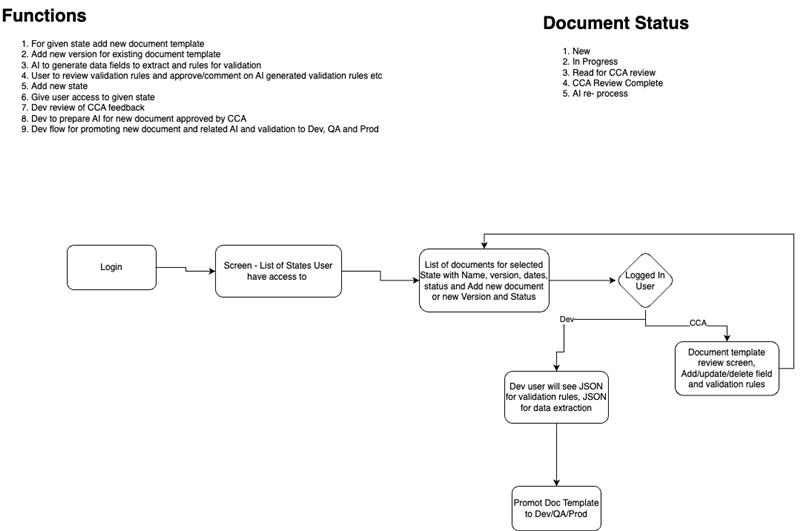 Functions
1. For given state add new document template
2. Add new version for existing document template
3. AI to generate data fields to extract and rules for validation
4. User to review validation rules and approve/comment on AI generated validation rules etc
5. Add new state
6. Give user access to given state
7. Dev review of CCA feedback
8. Dev to prepare AI for new document approved by CCA
9. Dev flow for promoting new document and related AI and validation to Dev, QA and Prod
Document Status
1. New
2. In Progress
3. Read for CCA review
4. CCA Review Complete
5. AI re- process
Login
Screen - List of States User
have access to
List of documents for selected
State with Name, version, dates,
status and Add new document
or new Version and Status
Logged In
User
Dev
CCA
Document template
review screen,
Add/update/delete field
and validation rules
Dev user will see JSON
for validation rules, JSON
for data extraction
Promot Doc Template
to Dev/QA/Prod